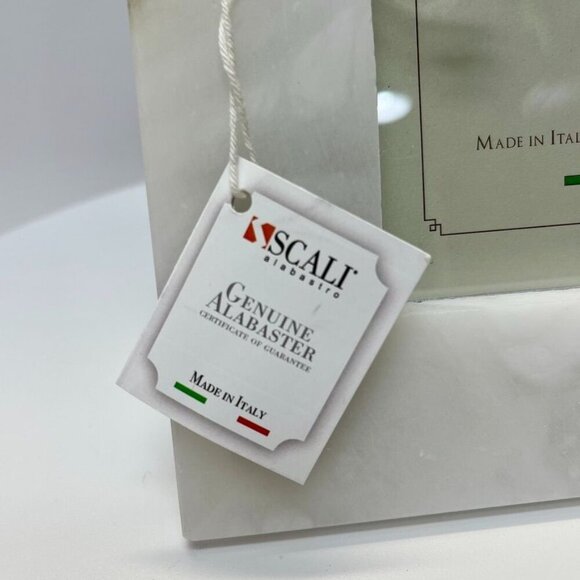 SCALI
alabastro
GENUINE
ALABASTER
CERTIFICATE OF GUARANTEE
MADE IN ITALY
MADE IN ITAL